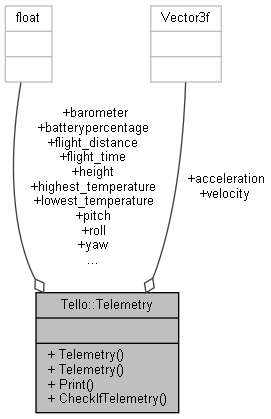 float
Vector3f
+barometer
+batterypercentage
+flight_distance
+flight_time
+height
+highest_temperature
+lowest_temperature
+pitch
+roll
+yaw
...
+acceleration
+velocity
Tello::Telemetry
+ Telemetry()
+ Telemetry()
+ Print()
+ CheckIfTelemetry()